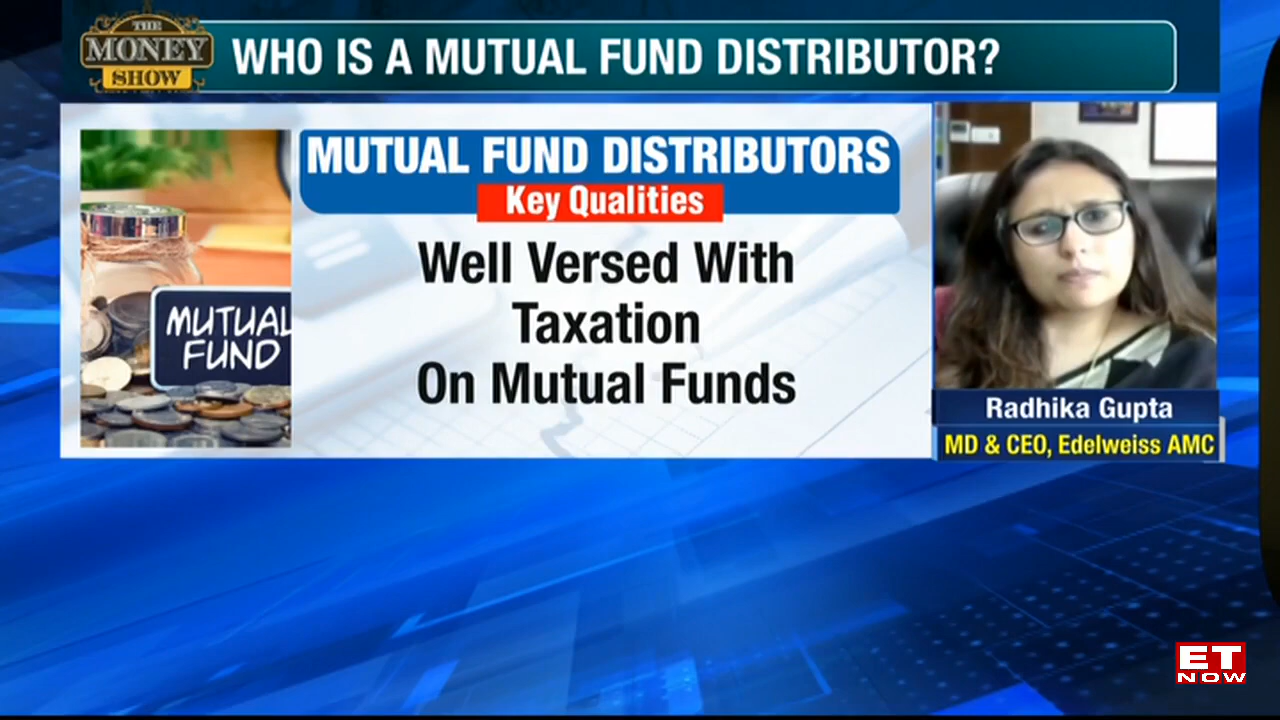 THE
MONEY
SHOW
WHO IS A MUTUAL FUND DISTRIBUTOR?
MUTUAL FUND DISTRIBUTORS
Key Qualities
Well Versed With
Taxation
On Mutual Funds
MUTUAL
FUND
Radhika Gupta
MD & CEO, Edelweiss AMC
ET
NOW